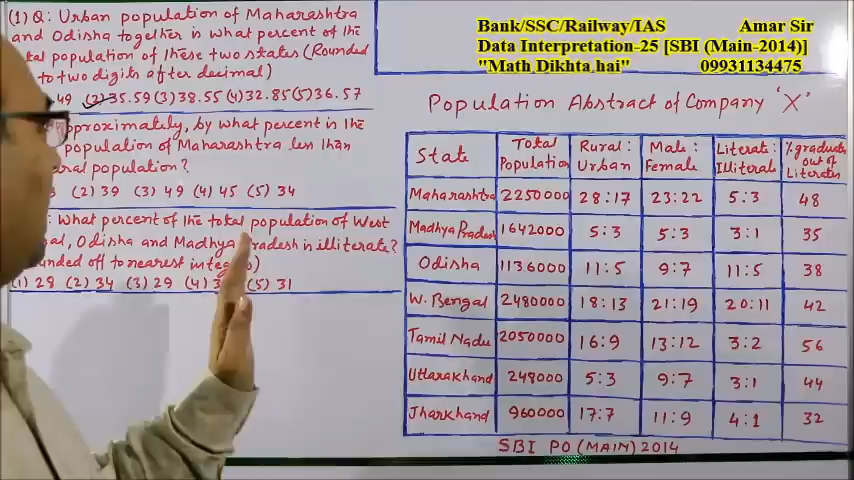 (1) Q: Urban population of Maharashtra
and Odisha together is what percent of the
tal population of these two states (Rounded
to two digits after decimal)
49 (2) 35.59 (3) 38.55 (4) 32.85 (5) 36.57
pproximately, by what percent is the
population of Maharashtra less than
ral population?
(2) 39 (3) 49 (4) 45 (5) 34
: What percent of the total population of West
al, Odisha and Madhya Pradesh is illiterate?
unded off to nearest integer)
(1) 28 (2) 34 (3) 29 (4) 3 (5) 31
Bank/SSC/Railway/IAS Amar Sir
Data Interpretation-25 [SBI (Main-2014)]
"Math Dikhta hai" 09931134475
Population Abstract of Company 'X'
State Total Population Rural : Urban Male : Female Literate : Illiterate % graduate out of Literates
Maharashtra 2250000 28:17 23:22 5:3 48
Madhya Pradesh 1642000 5:3 5:3 3:1 35
Odisha 1136000 11:5 9:7 11:5 38
W. Bengal 2480000 18:13 21:19 20:11 42
Tamil Nadu 2050000 16:9 13:12 3:2 56
Uttarakhand 248000 5:3 9:7 3:1 44
Jharkhand 960000 17:7 11:9 4:1 32
SBI PO (MAIN) 2014